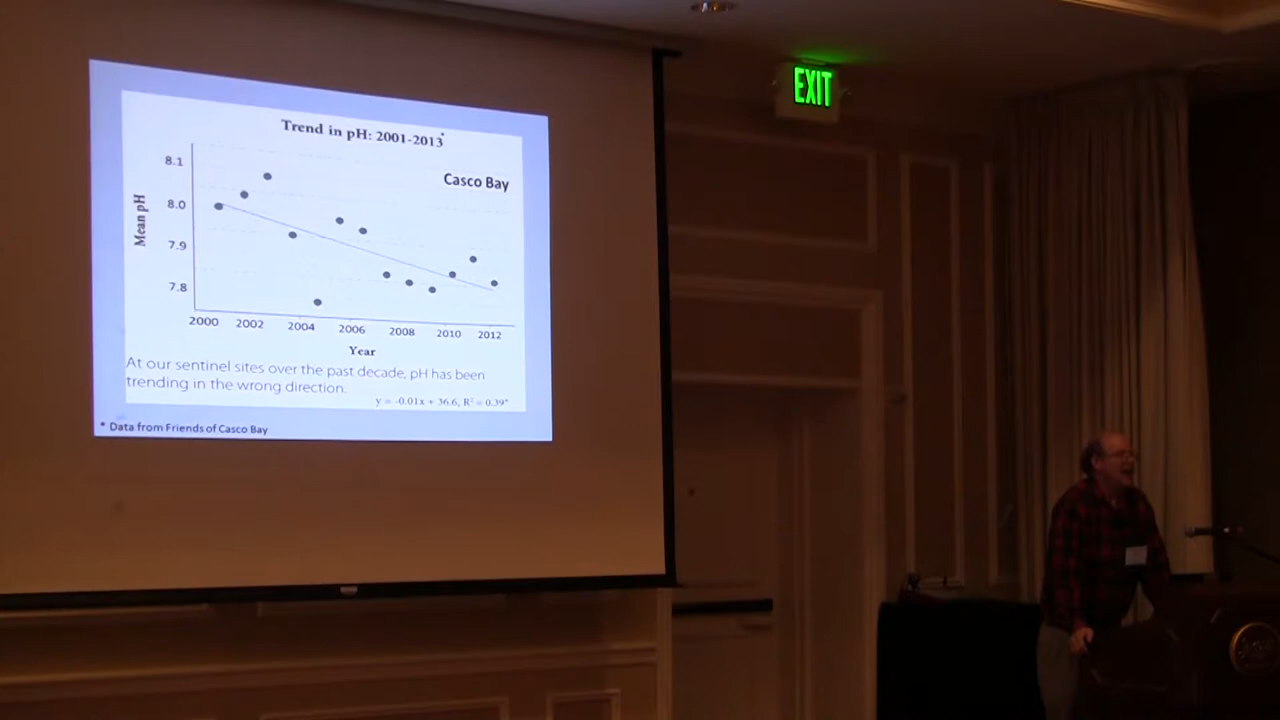 Trend in pH: 2001-2013*
Casco Bay
8.1
8.0
7.9
7.8
Mean pH
2000 2002 2004 2006 2008 2010 2012
Year
At our sentinel sites over the past decade, pH has been
trending in the wrong direction.
y = -0.01x + 36.6, R² = 0.39*
* Data from Friends of Casco Bay
EXIT